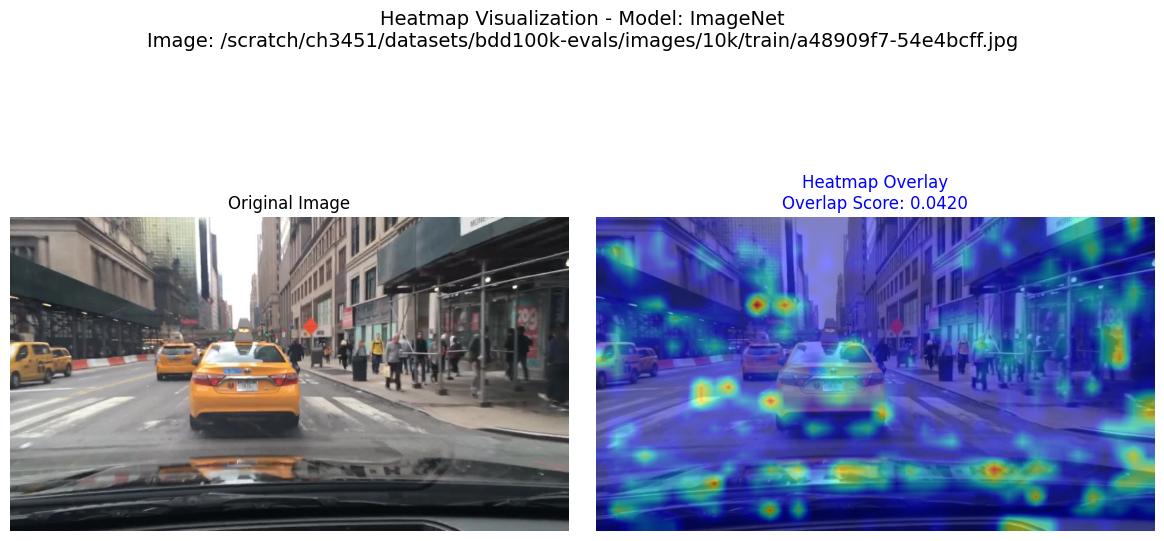 Heatmap Visualization - Model: ImageNet
Image: /scratch/ch3451/datasets/bdd100k-evals/images/10k/train/a48909f7-54e4bcff.jpg
Original Image
Heatmap Overlay
Overlap Score: 0.0420